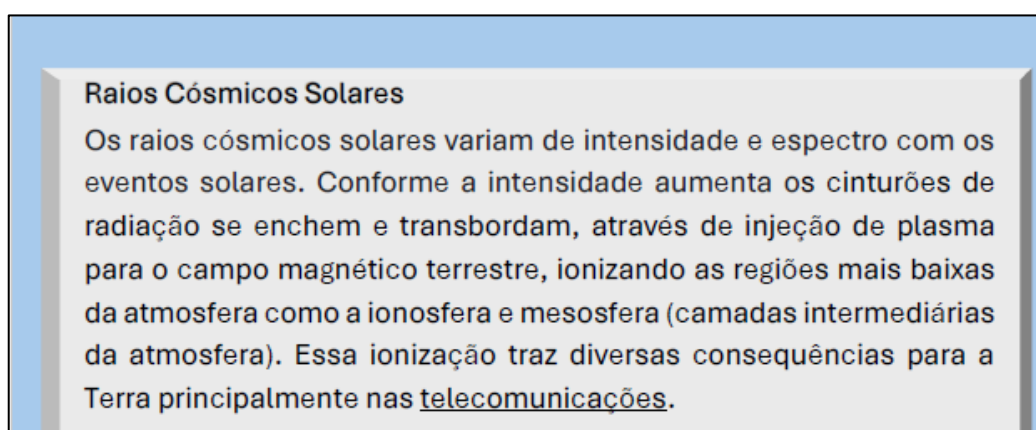 Raios Cósmicos Solares
Os raios cósmicos solares variam de intensidade e espectro com os
eventos solares. Conforme a intensidade aumenta os cinturões de
radiação se enchem e transbordam, através de injeção de plasma
para o campo magnético terrestre, ionizando as regiões mais baixas
da atmosfera como a ionosfera e mesosfera (camadas intermediárias
da atmosfera). Essa ionização traz diversas consequências para a
Terra principalmente nas telecomunicações.